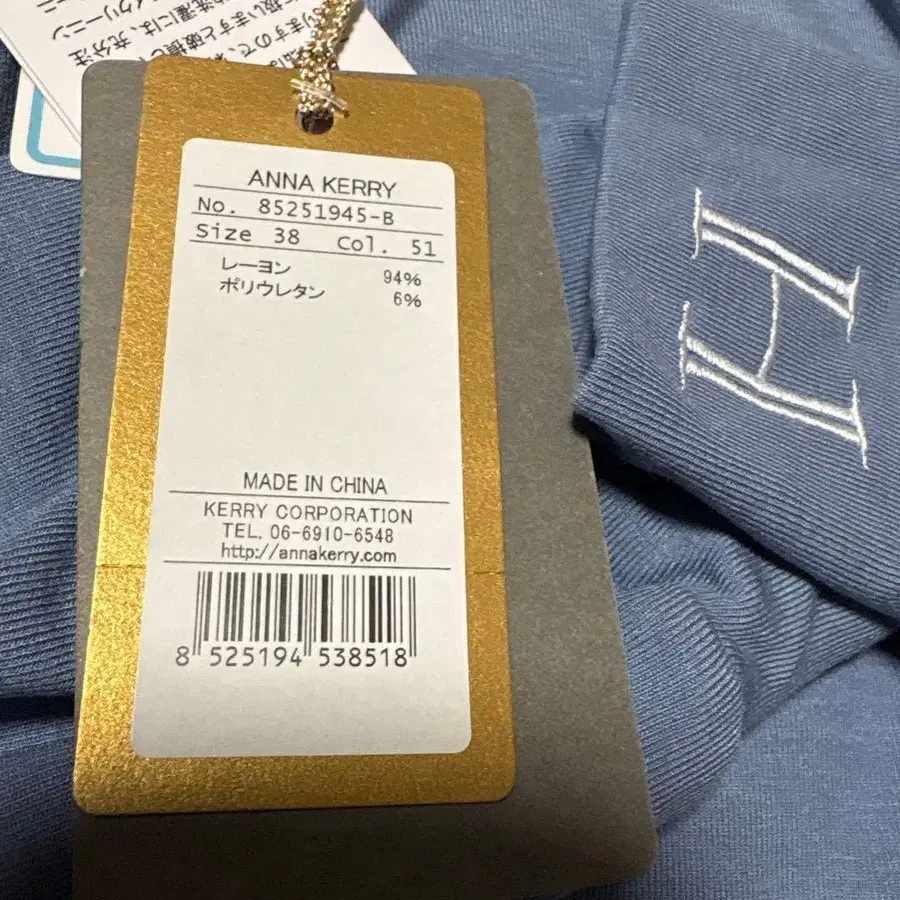 ANNA KERRY
No. 85251945-B
Size 38 Col. 51
レーヨン 94%
ポリウレタン 6%
MADE IN CHINA
KERRY CORPORATION
TEL. 06-6910-6548
http://annakerry.com
8 525194 538518
H